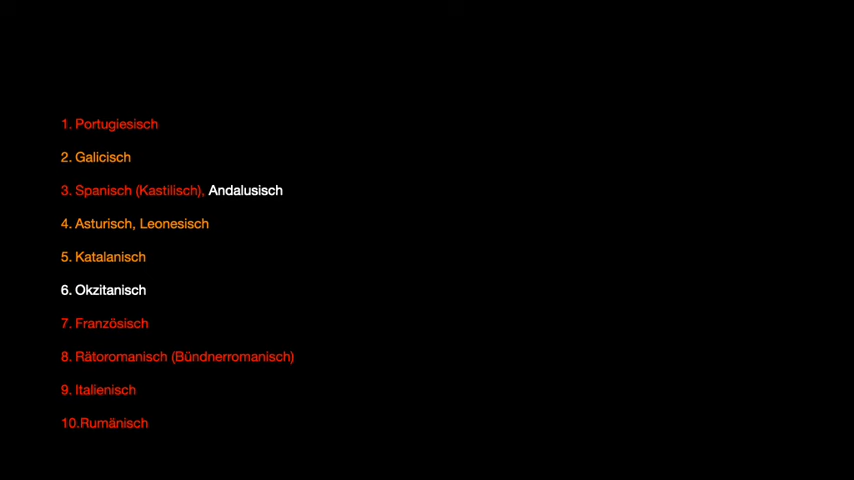 1. Portugiesisch
2. Galicisch
3. Spanisch (Kastilisch), Andalusisch
4. Asturisch, Leonesisch
5. Katalanisch
6. Okzitanisch
7. Französisch
8. Rätoromanisch (Bündnerromanisch)
9. Italienisch
10.Rumänisch